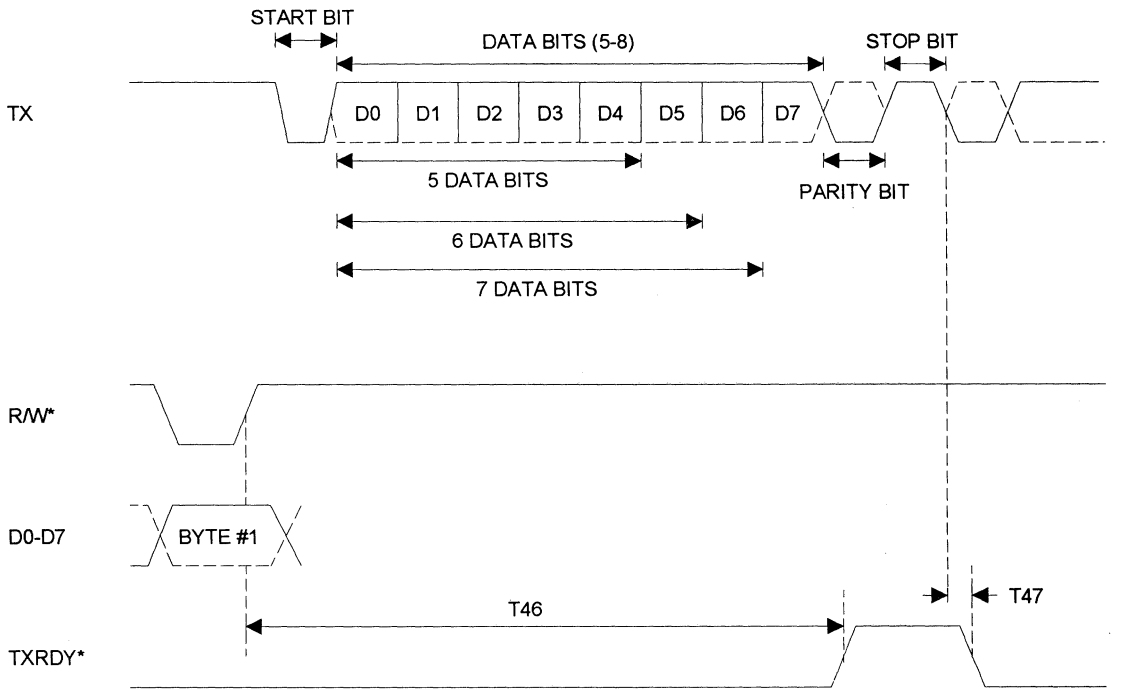 START BIT
DATA BITS (5-8)
STOP BIT
TX
D0 D1 D2 D3 D4 D5 D6 D7
5 DATA BITS
PARITY BIT
6 DATA BITS
7 DATA BITS
R/W*
D0-D7
BYTE #1
T47
T46
TXRDY*